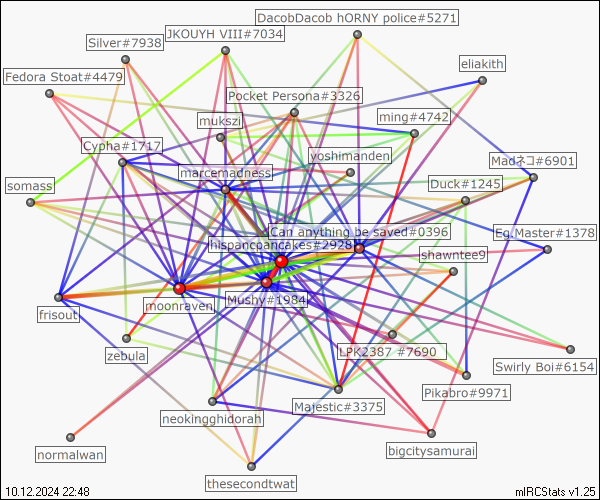 DacobDacob hORNY police#5271
JKOUYH VIII#7034
Silver#7938
eliakith
Fedora Stoat#4479
Pocket Persona#3326
mukszi
ming#4742
Cypha#1717
yoshimanden
Madネコ#6901
marcemadness
somass
Duck#1245
Can anything be saved#0396
Eg.Master#1378
hispancoancakes#2928
shawntee9
Mushy#1984
moonraven
frisout
zebula
LPK2387 #7690
Swirly Boi#6154
Pikabro#9971
Majestic#3375
neokingghidorah
normalwan
bigcitysamurai
thesecondtwat
10.12.2024 22:48
mIRCStats v1.25